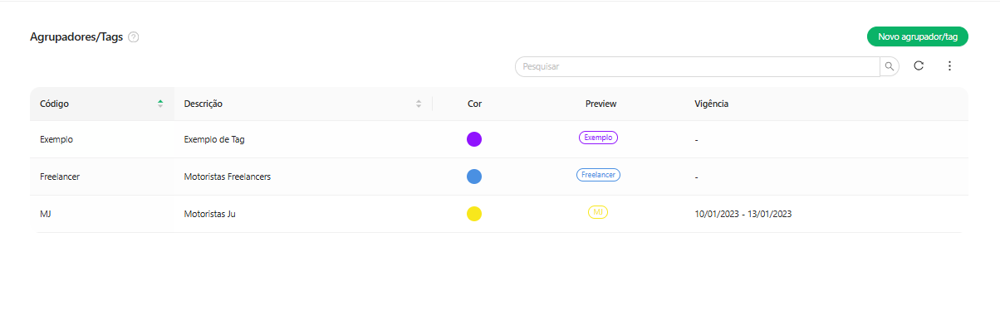 Agrupadores/Tags ?
Novo agrupador/tag
Pesquisar
Código Descrição Cor Preview Vigência
Exemplo Exemplo de Tag Exemplo -
Freelancer Motoristas Freelancers Freelancer -
MJ Motoristas Ju MJ 10/01/2023 - 13/01/2023